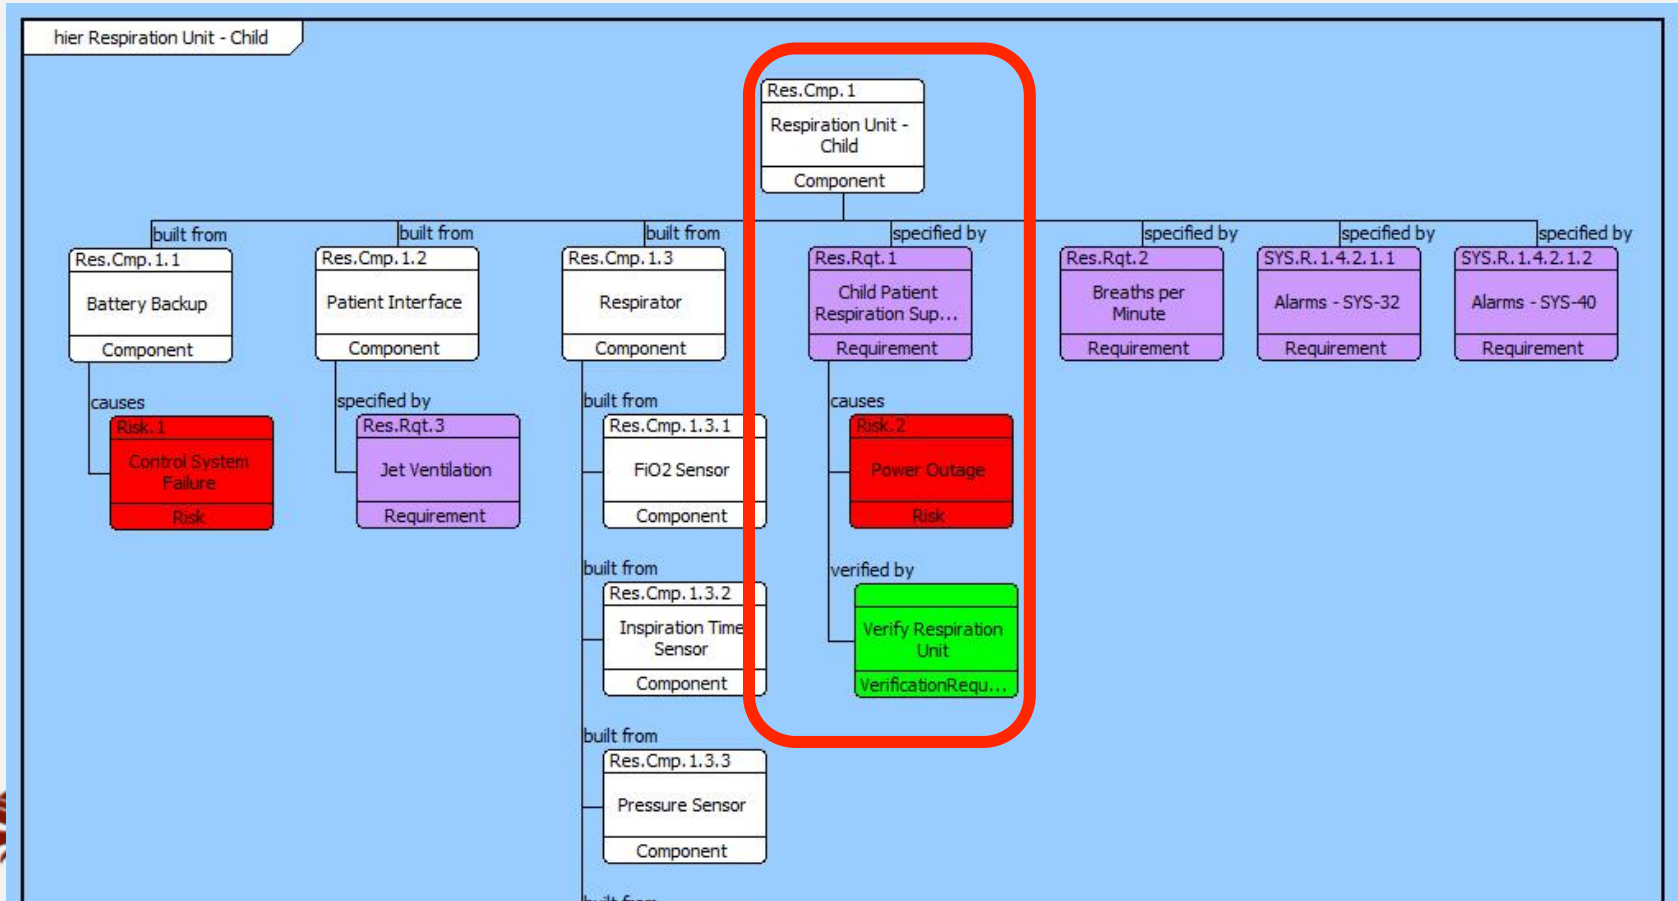 hier Respiration Unit - Child
Res.Cmp.1
Respiration Unit -
Child
Component
built from
built from
built from
specified by
specified by
specified by
specified by
Res.Cmp.1.1
Battery Backup
Component
Res.Cmp.1.2
Patient Interface
Component
Res.Cmp.1.3
Respirator
Component
Res.Rqt.1
Child Patient
Respiration Sup...
Requirement
Res.Rqt.2
Breaths per
Minute
Requirement
SYS.R.1.4.2.1.1
Alarms - SYS-32
Requirement
SYS.R.1.4.2.1.2
Alarms - SYS-40
Requirement
causes
Risk.1
Control System
Failure
Risk
specified by
Res.Rqt.3
Jet Ventilation
Requirement
built from
Res.Cmp.1.3.1
FiO2 Sensor
Component
causes
Risk.2
Power Outage
Risk
built from
Res.Cmp.1.3.2
Inspiration Time
Sensor
Component
verified by
Verify Respiration
Unit
VerificationRequ...
built from
Res.Cmp.1.3.3
Pressure Sensor
Component
built from